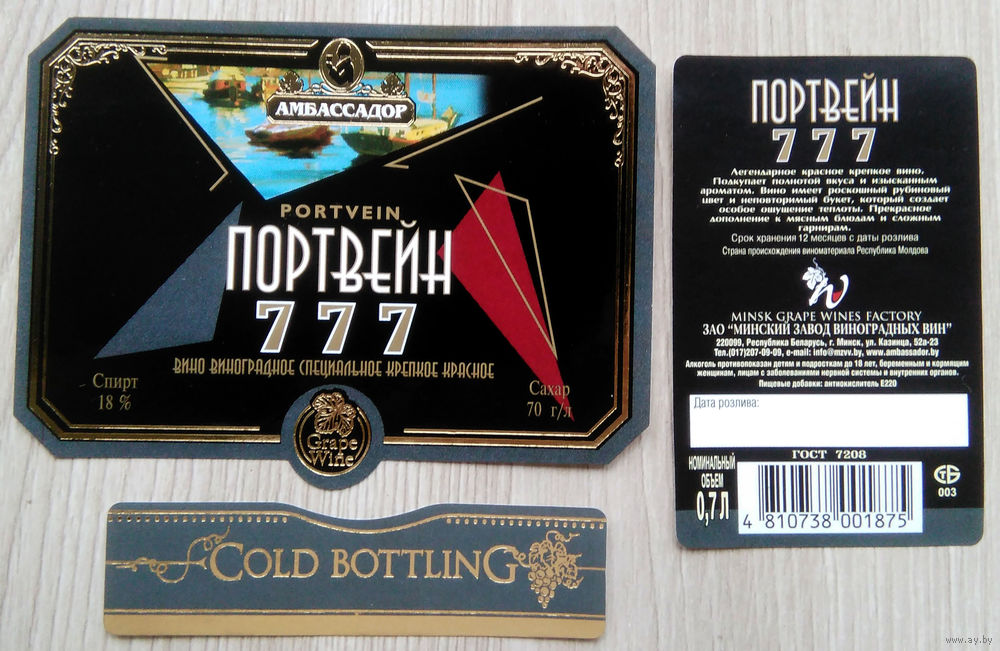 АМБАССАДОР
PORTVEIN
ПОРТВЕЙН
777
ВИНО ВИНОГРАДНОЕ СПЕЦИАЛЬНОЕ КРЕПКОЕ КРАСНОЕ
Спирт
18 %
Сахар
70 г/л
Grape
Wine
COLD BOTTLING
ПОРТВЕЙН
777
Легендарное красное крепкое вино.
Подкупает полнотой вкуса и изысканным
ароматом. Вино имеет роскошный рубиновый
цвет и неповторимый букет, который создает
особое ощущение теплоты. Прекрасное
дополнение к мясным блюдам и сложным
гарнирам.
Срок хранения 12 месяцев с даты розлива
Страна происхождения виноматериала Республика Молдова
MINSK GRAPE WINES FACTORY
ЗАО "МИНСКИЙ ЗАВОД ВИНОГРАДНЫХ ВИН"
220099, Республика Беларусь, г. Минск, ул. Казинца, 52а-23
Тел.(017)207-09-09, e-mail: info@mzvv.by, www.ambassador.by
Алкоголь противопоказан детям и подросткам до 18 лет, беременным и кормящим
женщинам, лицам с заболеваниями нервной системы и внутренних органов.
Пищевые добавки: антиокислитель Е220
Дата розлива:
ГОСТ 7208
НОМИНАЛЬНЫЙ
ОБЪЕМ
0,7Л
4 810738 001875
СТБ
003
www.ay.by